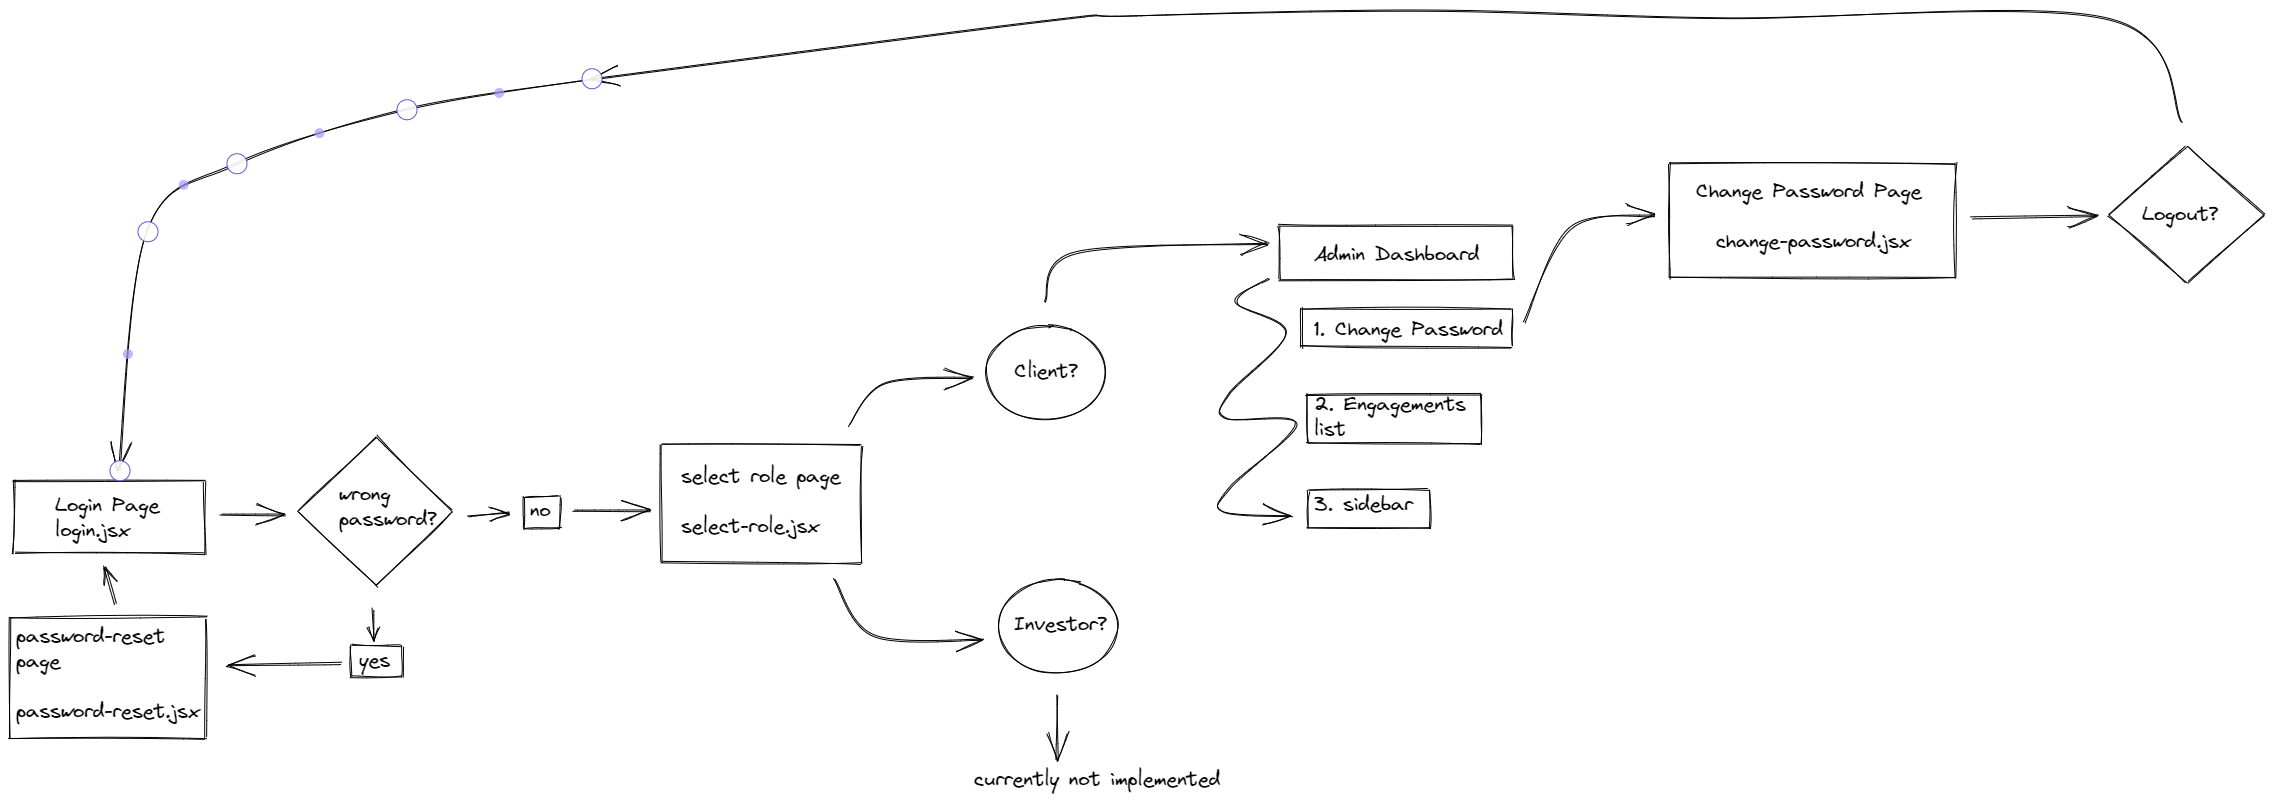 Login Page
login.jsx
wrong
password?
no
yes
password-reset
page
password-reset.jsx
select role page
select-role.jsx
Client?
Investor?
currently not implemented
Admin Dashboard
1. Change Password
2. Engagements
list
3. sidebar
Change Password Page
change-password.jsx
Logout?